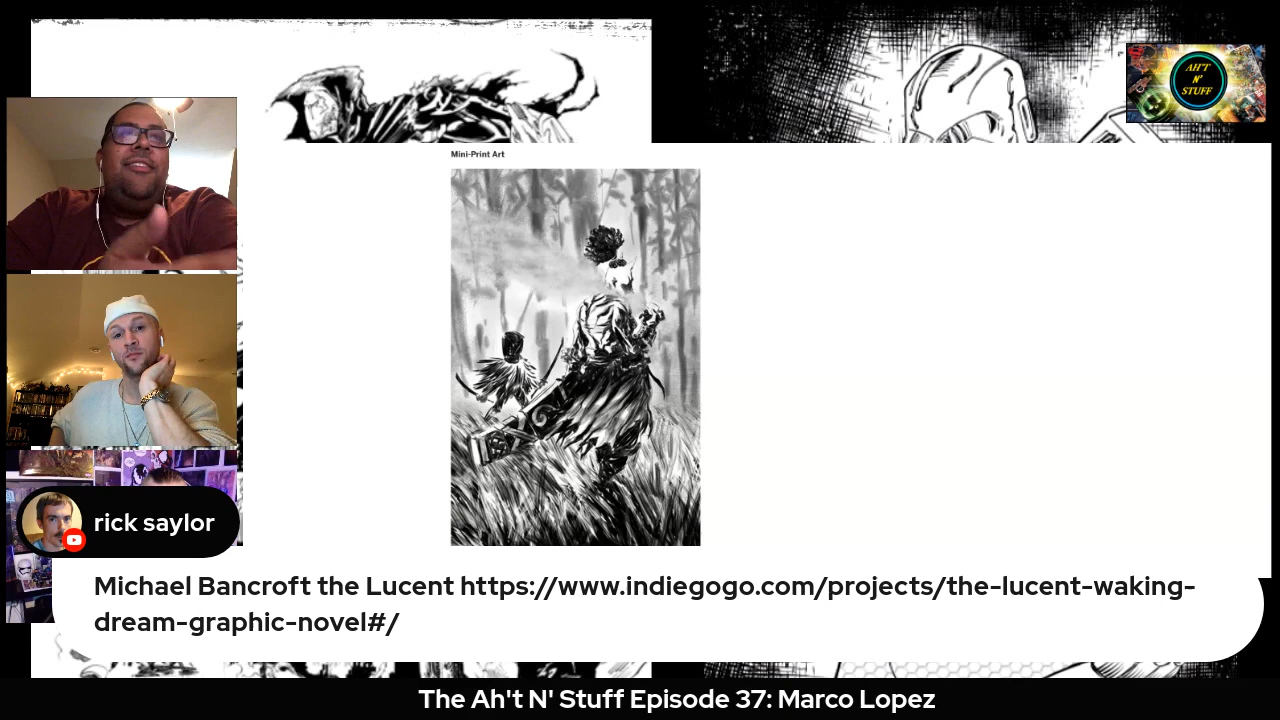 AH'T
N'
STUFF
Mini-Print Art
rick saylor
Michael Bancroft the Lucent https://www.indiegogo.com/projects/the-lucent-waking-
dream-graphic-novel#/
The Ah't N' Stuff Episode 37: Marco Lopez